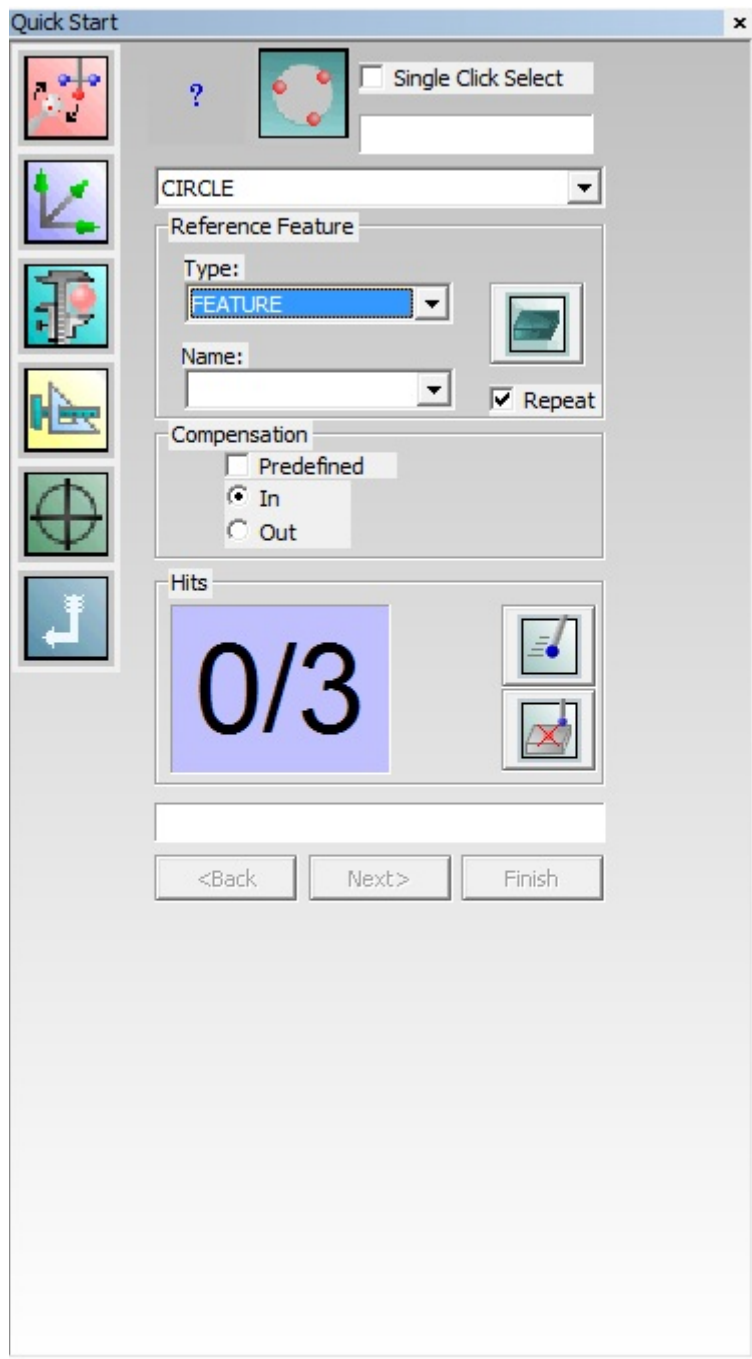 Quick Start
?
Single Click Select
CIRCLE
Reference Feature
Type:
FEATURE
Name:
Repeat
Compensation
Predefined
In
Out
Hits
0/3
<Back
Next>
Finish